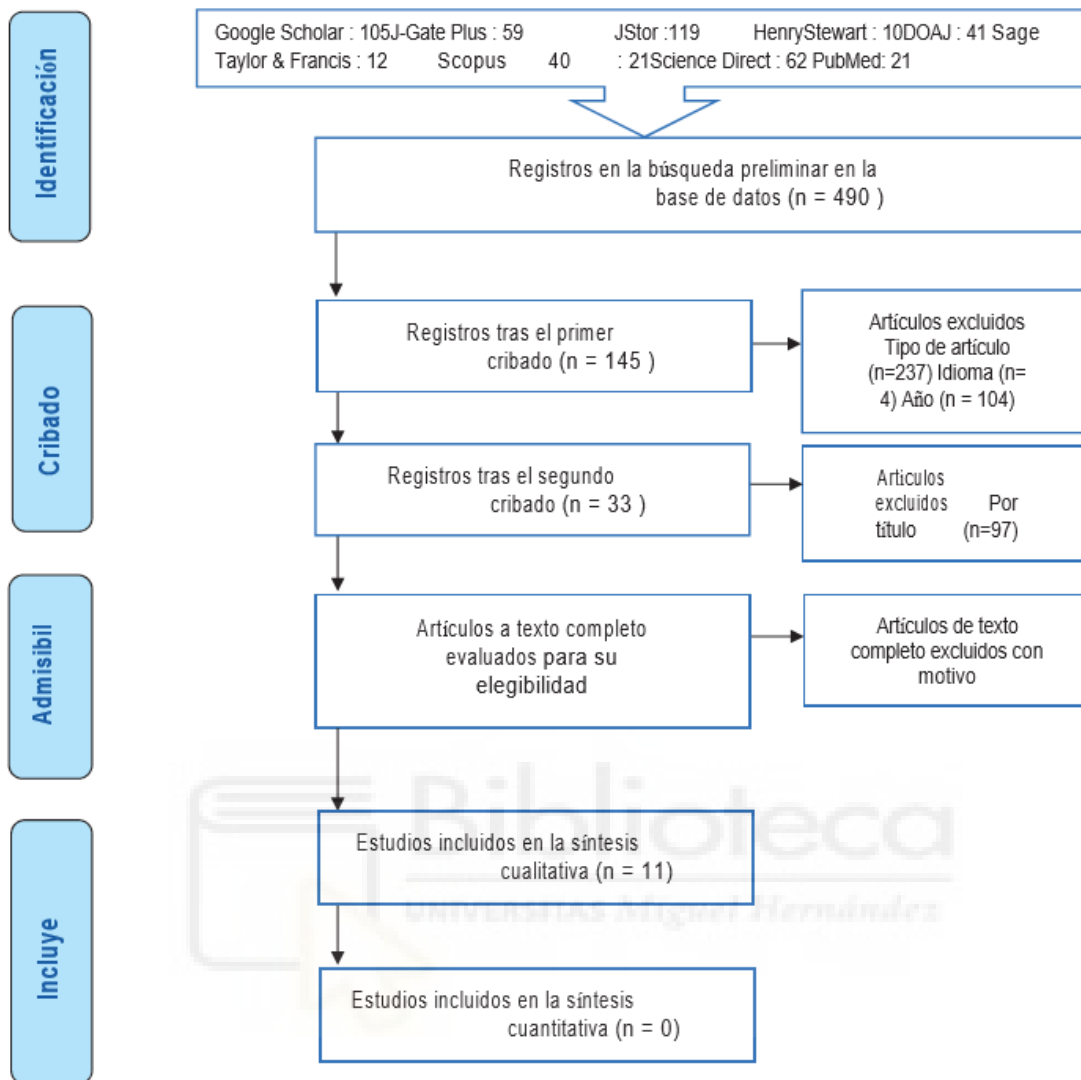 Identificación
Google Scholar : 105J-Gate Plus : 59 JStor :119 HenryStewart : 10DOAJ : 41 Sage
Taylor & Francis : 12 Scopus 40 : 21Science Direct : 62 PubMed: 21
Registros en la búsqueda preliminar en la
base de datos (n = 490 )
Cribado
Registros tras el primer
cribado (n = 145 )
Artículos excluidos
Tipo de artículo
(n=237) Idioma (n=
4) Año (n = 104)
Registros tras el segundo
cribado (n = 33 )
Articulos
excluidos Por
título (n=97)
Admisibil
Artículos a texto completo
evaluados para su
elegibilidad
Artículos de texto
completo excluidos con
motivo
Biblioteca
UNIVERSITAS Miguel Hernández
Incluye
Estudios incluidos en la síntesis
cualitativa (n = 11)
Estudios incluidos en la síntesis
cuantitativa (n = 0)